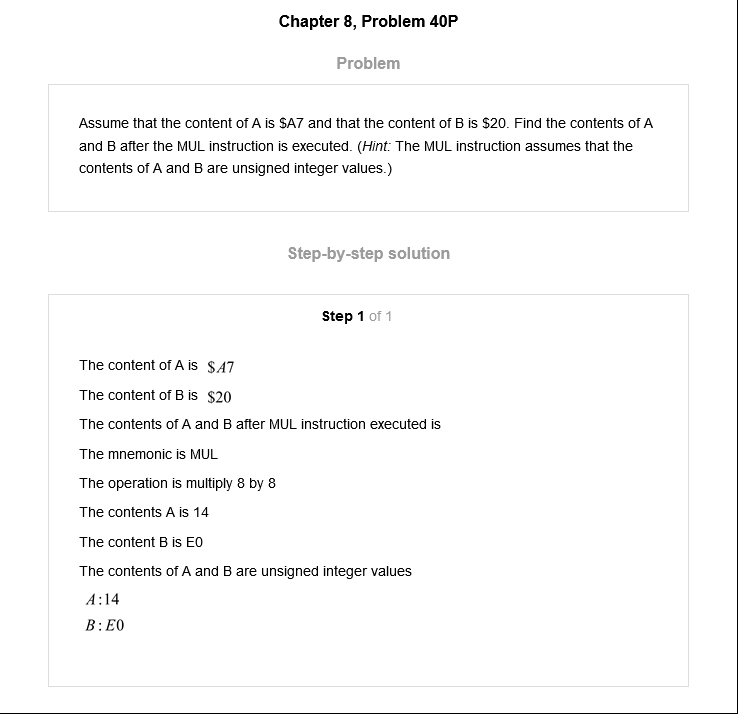 Chapter 8, Problem 40P
Problem
Assume that the content of A is $A7 and that the content of B is $20. Find the contents of A
and B after the MUL instruction is executed. (Hint: The MUL instruction assumes that the
contents of A and B are unsigned integer values.)
Step-by-step solution
Step 1 of 1
The content of A is $A7
The content of B is $20
The contents of A and B after MUL instruction executed is
The mnemonic is MUL
The operation is multiply 8 by 8
The contents A is 14
The content B is E0
The contents of A and B are unsigned integer values
A:14
B:E0